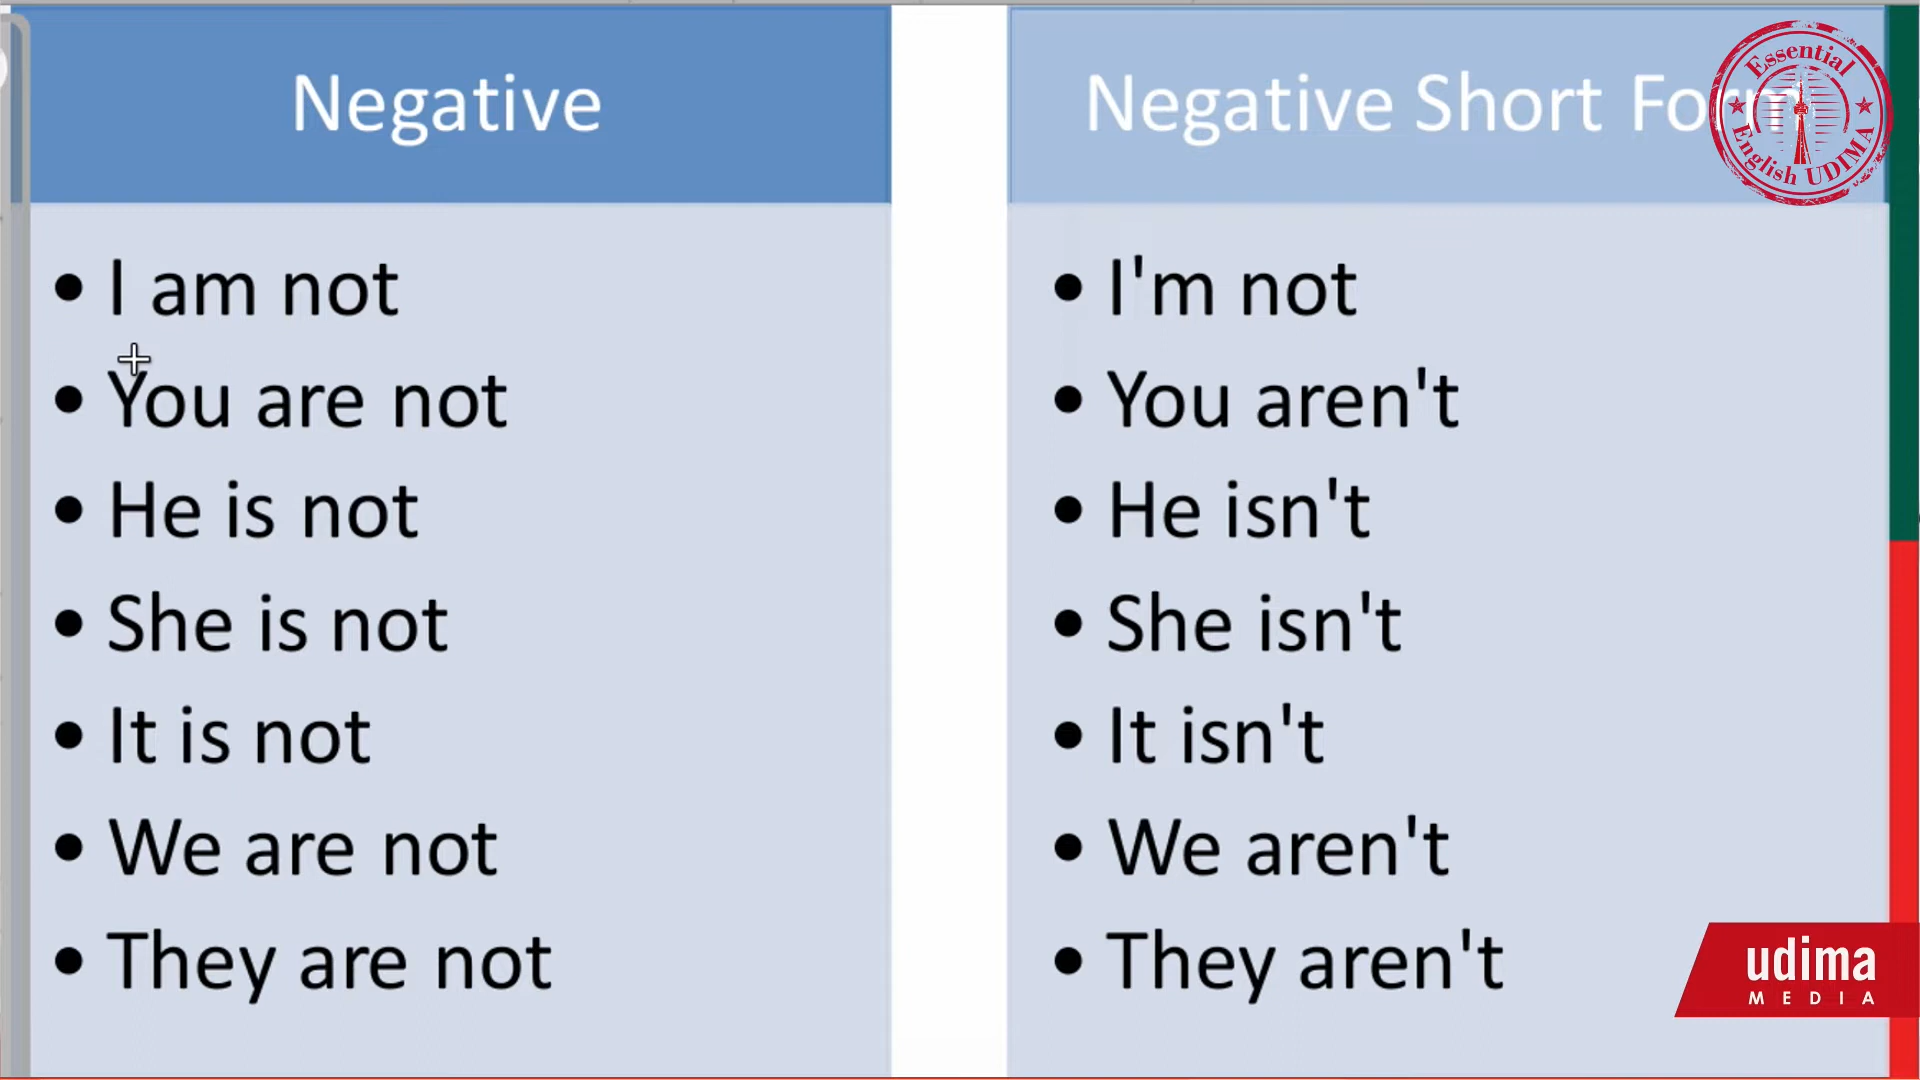 Negative
• I am not
• You are not
• He is not
• She is not
• It is not
• We are not
• They are not
Negative Short Form
• I'm not
• You aren't
• He isn't
• She isn't
• It isn't
• We aren't
• They aren't
Essential
English UDIMA
udima
MEDIA